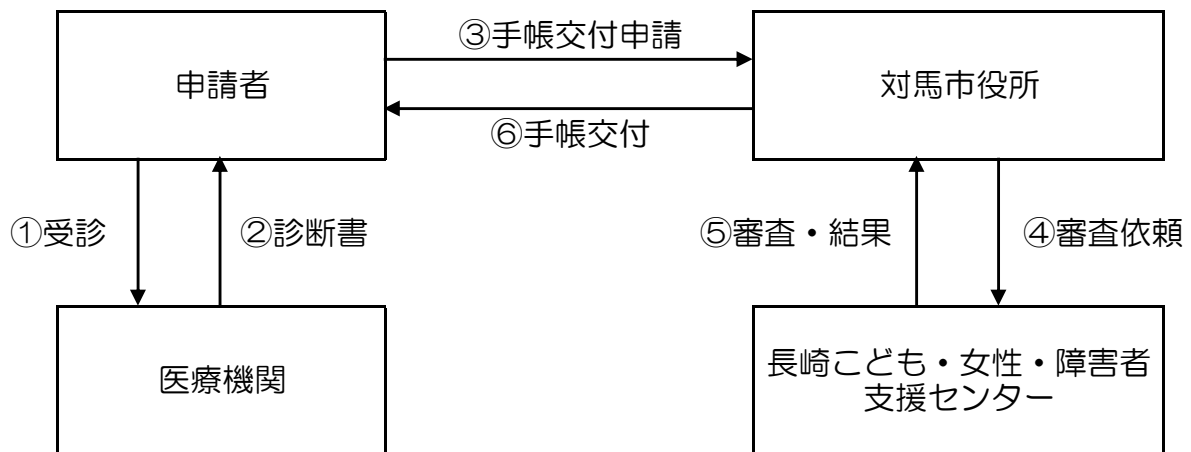 ③手帳交付申請
申請者
対馬市役所
⑥手帳交付
①受診
②診断書
⑤審査・結果
④審査依頼
医療機関
長崎こども・女性・障害者
支援センター